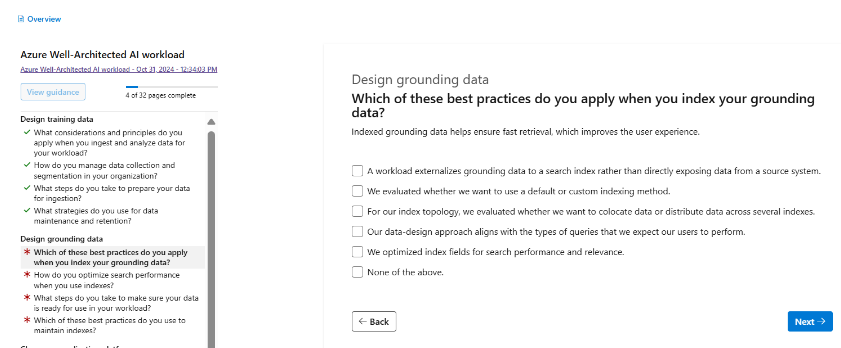 Overview
Azure Well-Architected AI workload
Azure Well-Architected AI workload - Oct 31, 2024 - 12:34:03 PM
View guidance
4 of 32 pages complete
Design training data
What considerations and principles do you
apply when you ingest and analyze data for
your workload?
How do you manage data collection and
segmentation in your organization?
What steps do you take to prepare your data
for ingestion?
What strategies do you use for data
maintenance and retention?
Design grounding data
Which of these best practices do you apply
when you index your grounding data?
How do you optimize search performance
when you use indexes?
What steps do you take to make sure your data
is ready for use in your workload?
Which of these best practices do you use to
maintain indexes?
Design grounding data
Which of these best practices do you apply when you index your grounding
data?
Indexed grounding data helps ensure fast retrieval, which improves the user experience.
A workload externalizes grounding data to a search index rather than directly exposing data from a source system.
We evaluated whether we want to use a default or custom indexing method.
For our index topology, we evaluated whether we want to colocate data or distribute data across several indexes.
Our data-design approach aligns with the types of queries that we expect our users to perform.
We optimized index fields for search performance and relevance.
None of the above.
Back
Next